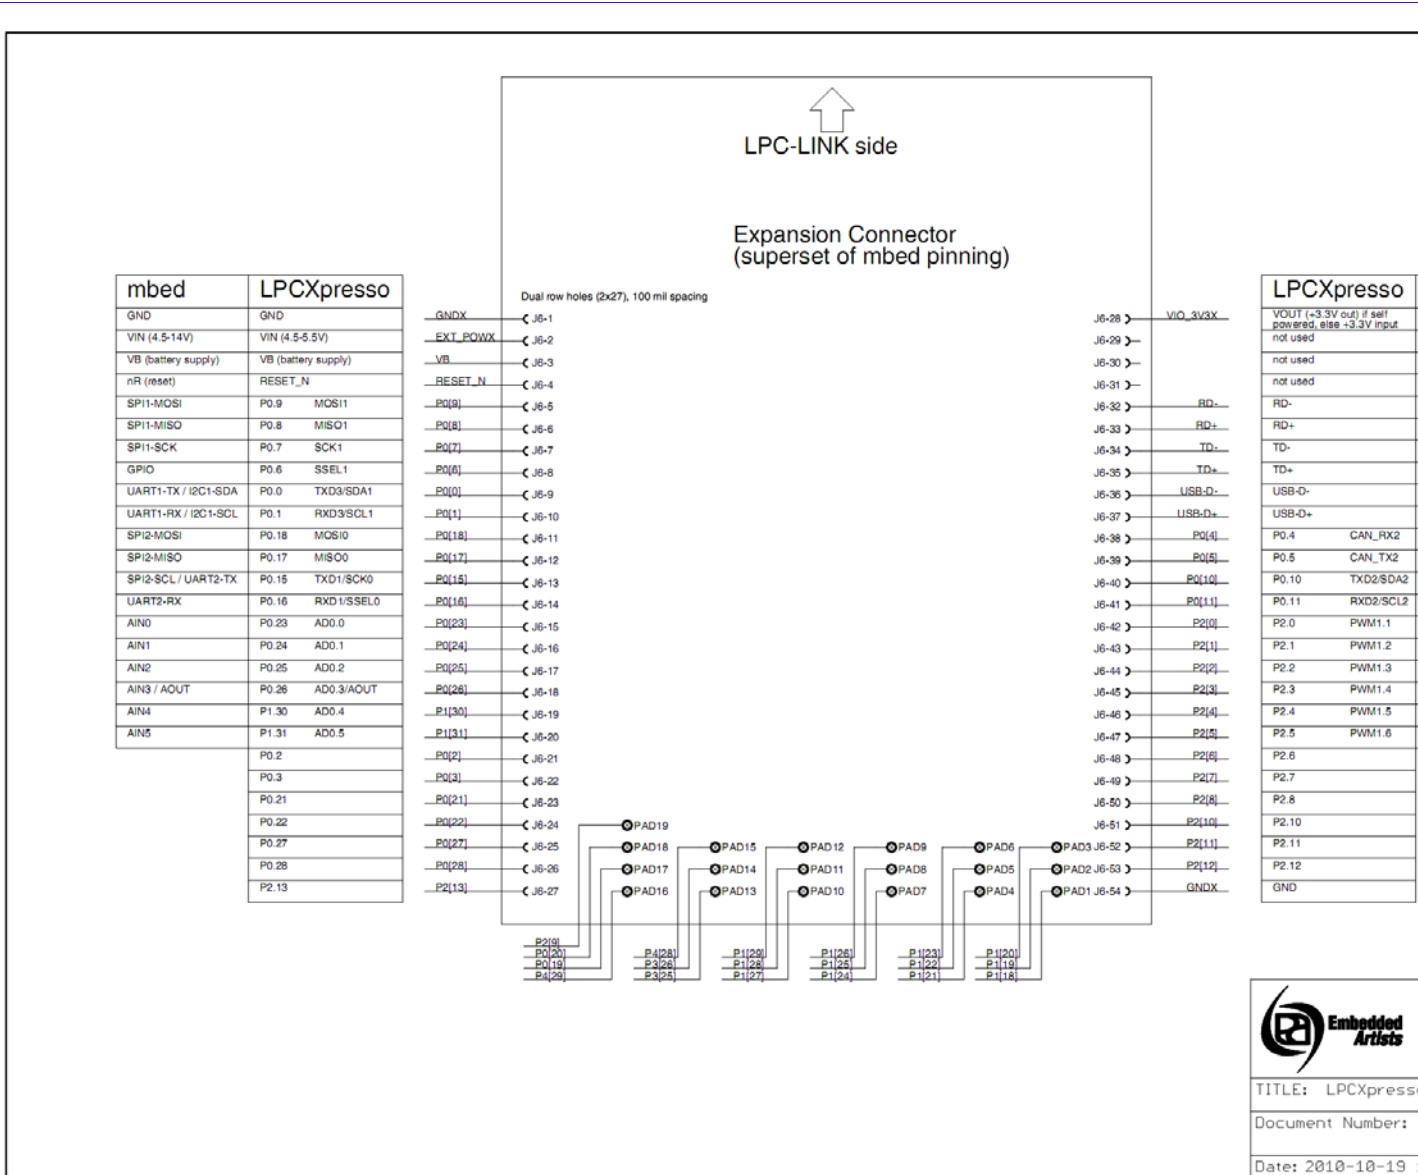 LPC-LINK side
Expansion Connector
(superset of mbed pinning)
Dual row holes (2x27), 100 mil spacing
mbed LPCXpresso
GND GND GNDX J6-1
VIN (4.5-14V) VIN (4.5-5.5V) EXT_POWX J6-2
VB (battery supply) VB (battery supply) VB J6-3
nR (reset) RESET_N RESET_N J6-4
SPI1-MOSI P0.9 MOSI1 P0[9] J6-5
SPI1-MISO P0.8 MISO1 P0[8] J6-6
SPI1-SCK P0.7 SCK1 P0[7] J6-7
GPIO P0.6 SSEL1 P0[6] J6-8
UART1-TX / I2C1-SDA P0.0 TXD3/SDA1 P0[0] J6-9
UART1-RX / I2C1-SCL P0.1 RXD3/SCL1 P0[1] J6-10
SPI2-MOSI P0.18 MOSI0 P0[18] J6-11
SPI2-MISO P0.17 MISO0 P0[17] J6-12
SPI2-SCL / UART2-TX P0.15 TXD1/SCK0 P0[15] J6-13
UART2-RX P0.16 RXD1/SSEL0 P0[16] J6-14
AIN0 P0.23 AD0.0 P0[23] J6-15
AIN1 P0.24 AD0.1 P0[24] J6-16
AIN2 P0.25 AD0.2 P0[25] J6-17
AIN3 / AOUT P0.26 AD0.3/AOUT P0[26] J6-18
AIN4 P1.30 AD0.4 P1[30] J6-19
AIN5 P1.31 AD0.5 P1[31] J6-20
P0.2 P0[2] J6-21
P0.3 P0[3] J6-22
P0.21 P0[21] J6-23
P0.22 P0[22] J6-24
P0.27 P0[27] J6-25
P0.28 P0[28] J6-26
P2.13 P2[13] J6-27
PAD19
PAD18 PAD15 PAD12 PAD9 PAD6 PAD3
PAD17 PAD14 PAD11 PAD8 PAD5 PAD2
PAD16 PAD13 PAD10 PAD7 PAD4 PAD1
LPCXpresso
J6-28 VIO_3V3X VOUT (+3.3V out) if self
powered, else +3.3V input
J6-29 not used
J6-30 not used
J6-31 not used
J6-32 RD- RD-
J6-33 RD+ RD+
J6-34 TD- TD-
J6-35 TD+ TD+
J6-36 USB-D- USB-D-
J6-37 USB-D+ USB-D+
J6-38 P0[4] P0.4 CAN_RX2
J6-39 P0[5] P0.5 CAN_TX2
J6-40 P0[10] P0.10 TXD2/SDA2
J6-41 P0[11] P0.11 RXD2/SCL2
J6-42 P2[0] P2.0 PWM1.1
J6-43 P2[1] P2.1 PWM1.2
J6-44 P2[2] P2.2 PWM1.3
J6-45 P2[3] P2.3 PWM1.4
J6-46 P2[4] P2.4 PWM1.5
J6-47 P2[5] P2.5 PWM1.6
J6-48 P2[6] P2.6
J6-49 P2[7] P2.7
J6-50 P2[8] P2.8
J6-51 P2[10] P2.10
J6-52 P2[11] P2.11
J6-53 P2[12] P2.12
J6-54 GNDX GND
P2[9]
P0[20] P4[28] P1[29] P1[26] P1[23] P1[20]
P0[19] P3[26] P1[28] P1[25] P1[22] P1[19]
P4[29] P3[25] P1[27] P1[24] P1[21] P1[18]
Embedded
Artists
TITLE: LPCXpresso
Document Number:
Date: 2010-10-19